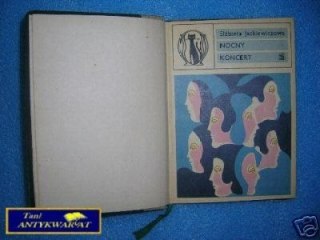 Elżbieta Jackiewiczowa
NOCNY
KONCERT
Tani
ANTYKWARIAT